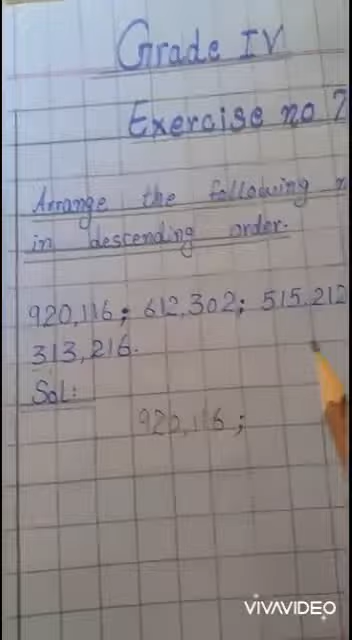 Grade IV
Exercise no 7
Arrange the following
in descending order.
920,116; 612,302; 515,212
313,216.
Sol:
920,116;
VIVAVIDEO